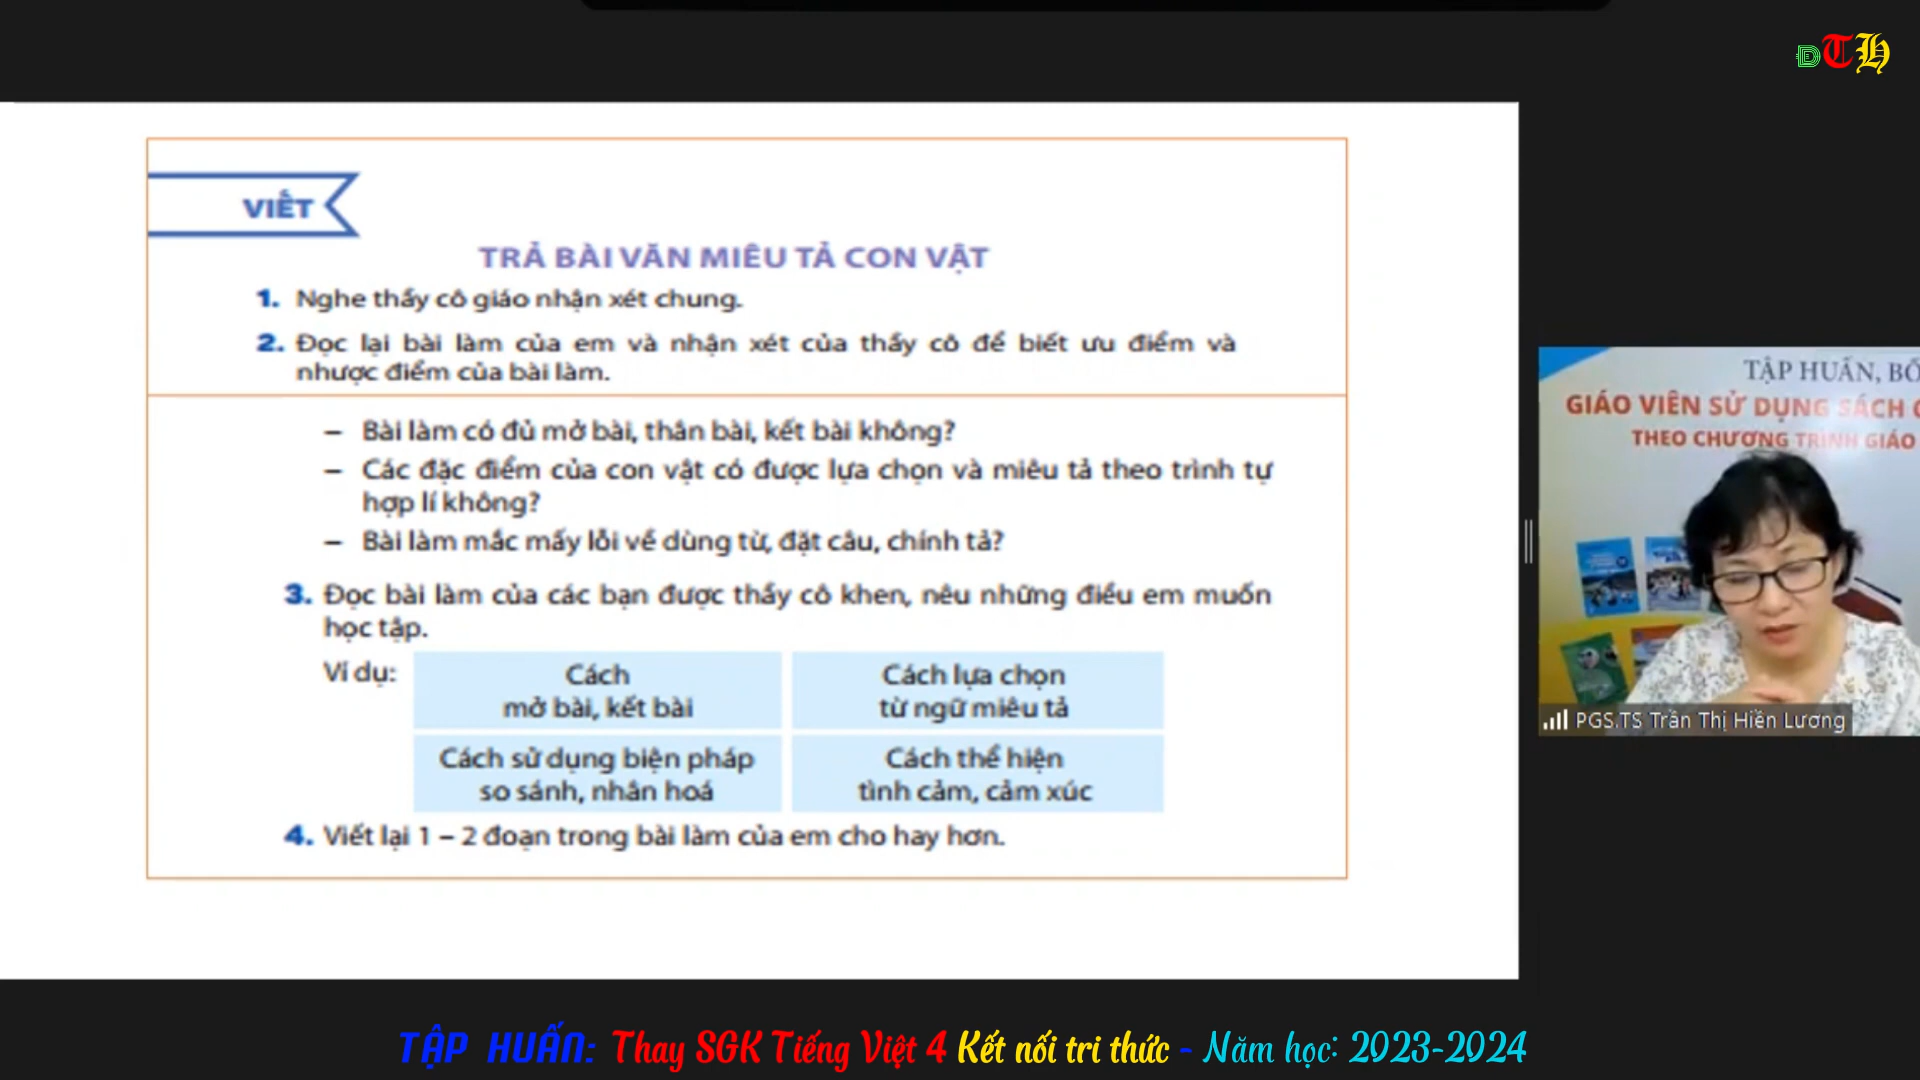 DTH
VIẾT
TRẢ BÀI VĂN MIÊU TẢ CON VẬT
1. Nghe thầy cô giáo nhận xét chung.
2. Đọc lại bài làm của em và nhận xét của thầy cô để biết ưu điểm và
nhược điểm của bài làm.
– Bài làm có đủ mở bài, thân bài, kết bài không?
– Các đặc điểm của con vật có được lựa chọn và miêu tả theo trình tự
hợp lí không?
– Bài làm mắc mấy lỗi về dùng từ, đặt câu, chính tả?
3. Đọc bài làm của các bạn được thầy cô khen, nêu những điều em muốn
học tập.
Ví dụ:
Cách
mở bài, kết bài
Cách lựa chọn
từ ngữ miêu tả
Cách sử dụng biện pháp
so sánh, nhân hoá
Cách thể hiện
tình cảm, cảm xúc
4. Viết lại 1 – 2 đoạn trong bài làm của em cho hay hơn.
TẬP HUẤN, BỒ
GIÁO VIÊN SỬ DỤNG SÁCH
THEO CHƯƠNG TRÌNH GIÁO
PGS.TS Trần Thị Hiền Lương
TẬP HUẤN: Thay SGK Tiếng Việt 4 Kết nối tri thức - Năm học: 2023-2024